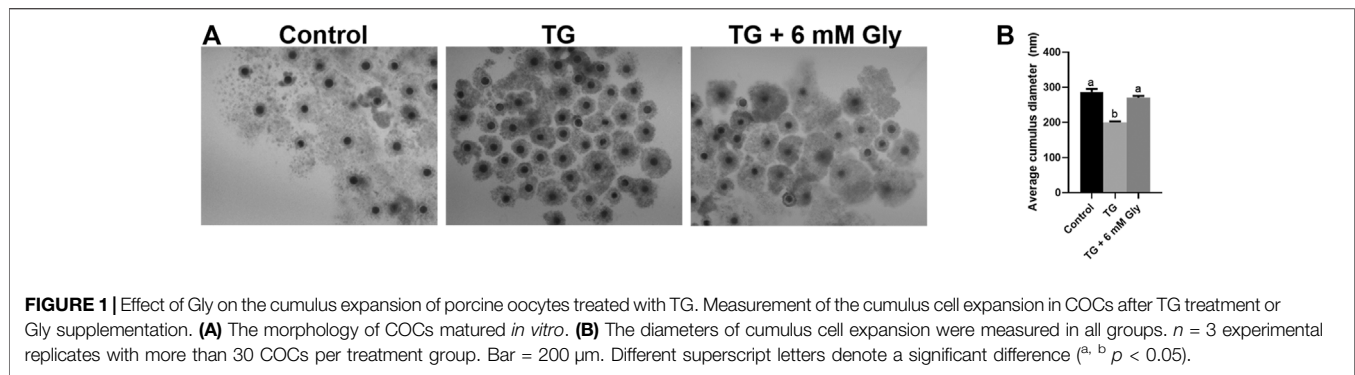 A Control TG TG + 6 mM Gly B
Average cumulus diameter (nm)
400
300
200
100
0
a
b
a
Control
TG
TG + 6 mM Gly
FIGURE 1 | Effect of Gly on the cumulus expansion of porcine oocytes treated with TG. Measurement of the cumulus cell expansion in COCs after TG treatment or
Gly supplementation. (A) The morphology of COCs matured in vitro. (B) The diameters of cumulus cell expansion were measured in all groups. n = 3 experimental
replicates with more than 30 COCs per treatment group. Bar = 200 µm. Different superscript letters denote a significant difference (a, b p < 0.05).